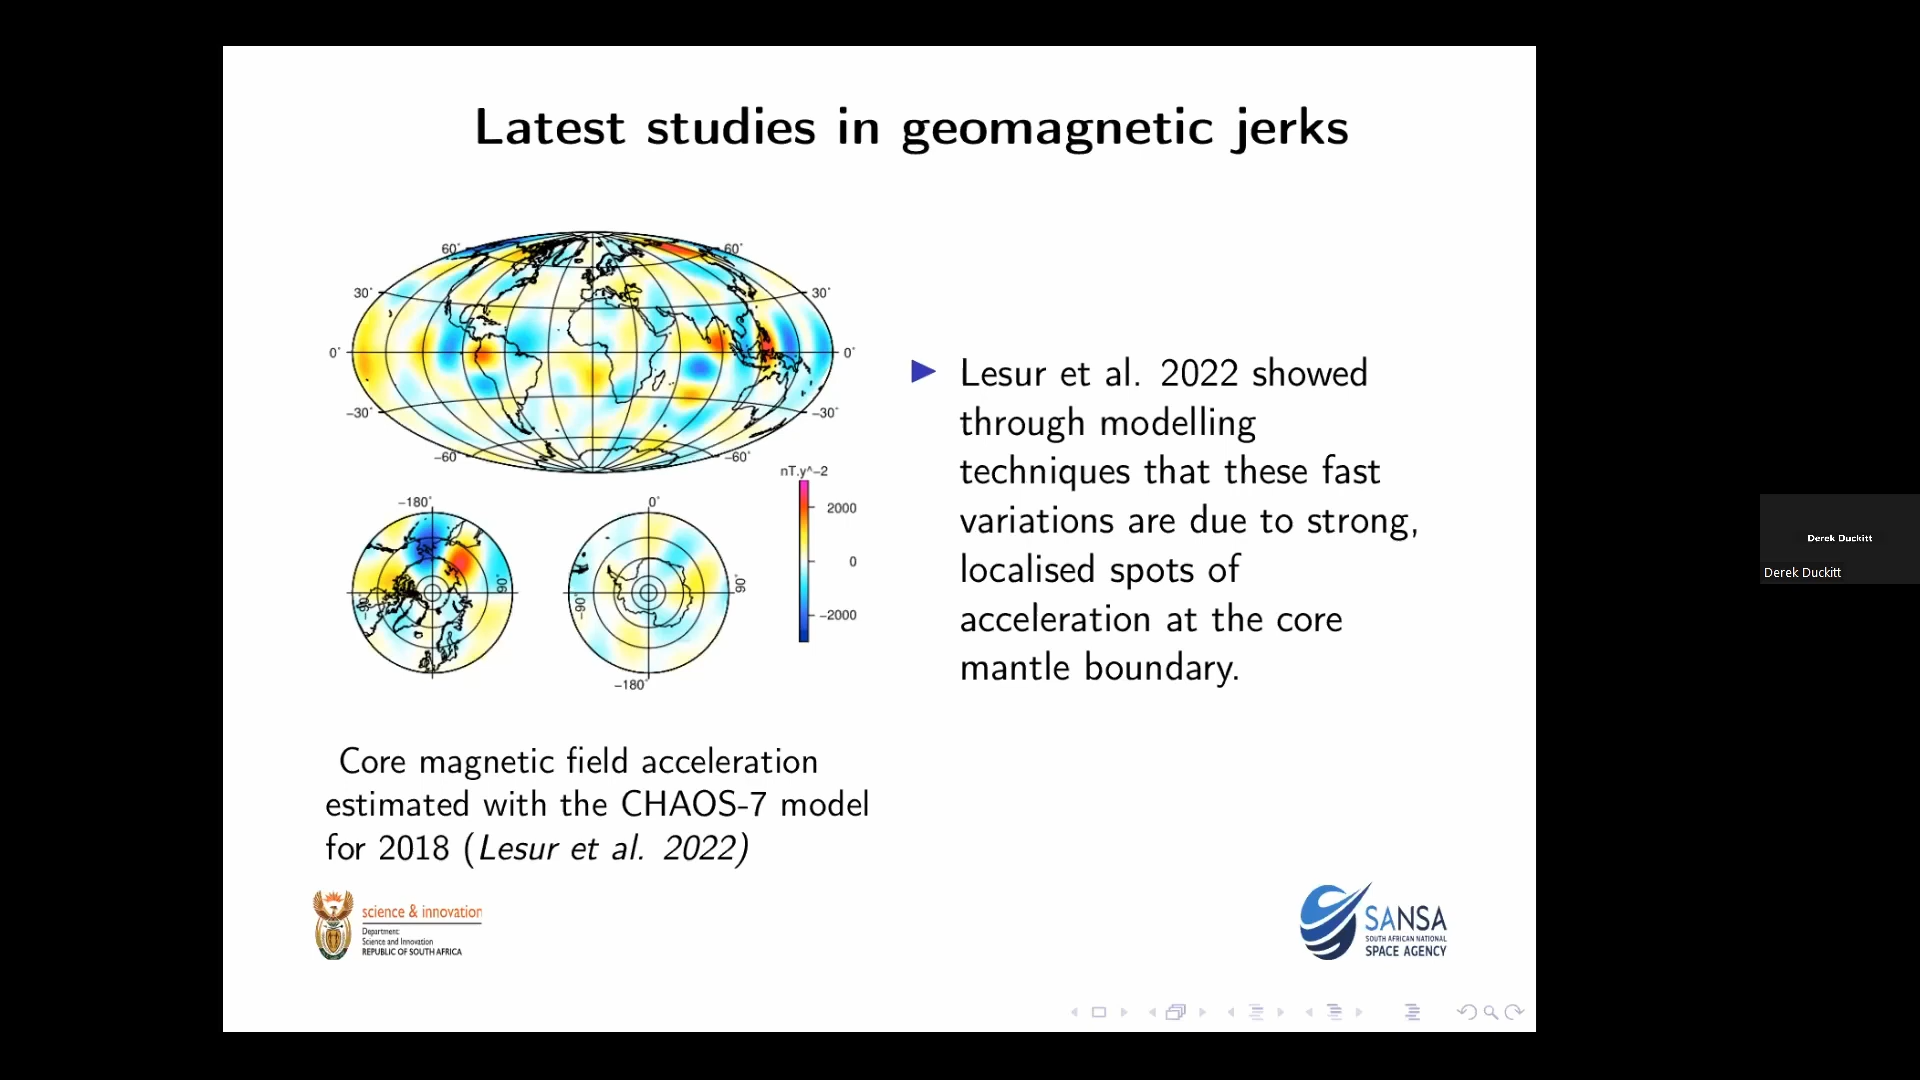 Latest studies in geomagnetic jerks
60° 60°
30° 30°
0° 0°
−30° −30°
−60° −60°
nT.y^−2
2000
0
−2000
−180°
90°
−90°
0°
90°
−90°
−180°
Core magnetic field acceleration
estimated with the CHAOS-7 model
for 2018 (Lesur et al. 2022)
Lesur et al. 2022 showed
through modelling
techniques that these fast
variations are due to strong,
localised spots of
acceleration at the core
mantle boundary.
science & innovation
Department:
Science and Innovation
REPUBLIC OF SOUTH AFRICA
SANSA
SOUTH AFRICAN NATIONAL
SPACE AGENCY
Derek Duckitt
Derek Duckitt